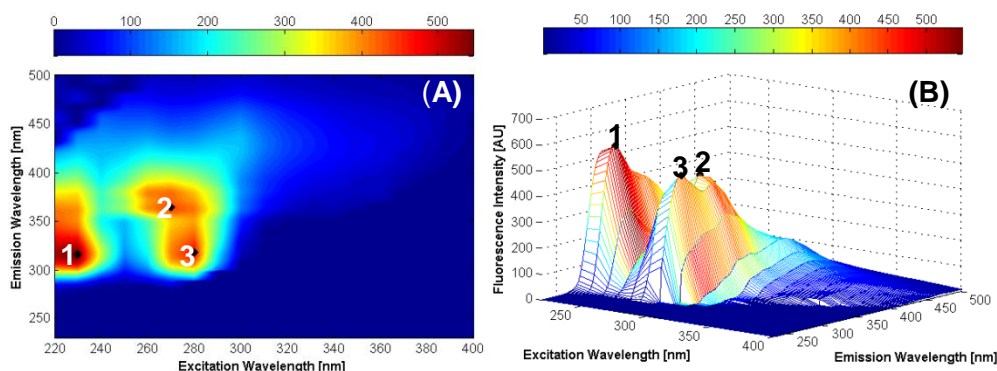 0 100 200 300 400 500
(A)
500
450
400
350
300
250
Emission Wavelength [nm]
1
2
3
220 240 260 280 300 320 340 360 380 400
Excitation Wavelength [nm]
50 100 150 200 250 300 350 400 450 500
(B)
700
600
500
400
300
200
100
0
Fluorescence Intensity [AU]
1
3 2
250
300
350
400
Excitation Wavelength [nm]
250
300
350
400
450
500
Emission Wavelength [nm]